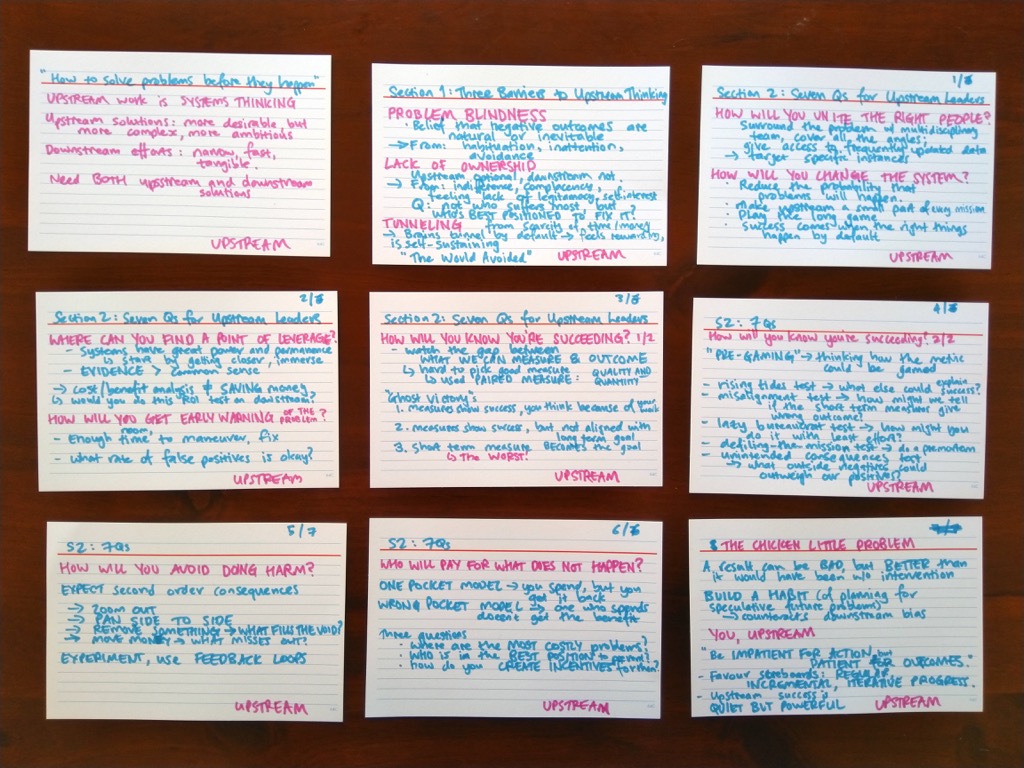 "How to solve problems before they happen"
UPSTREAM work is SYSTEMS THINKING
Upstream solutions: more desirable, but
more complex, more ambitious
Downstream efforts: narrow, fast,
tangible.
Need BOTH upstream and downstream
solutions
UPSTREAM
Section 1: Three Barriers to Upstream Thinking
PROBLEM BLINDNESS
· Belief that negative outcomes are
natural or inevitable
→ From: habituation, inattention,
avoidance
LACK OF OWNERSHIP
· Upstream optional, downstream not.
→ From: indifference, complacency,
feeling lack of legitamacy, self-interest
Q: not who suffers most, but
WHO'S BEST POSITIONED TO FIX IT?
TUNNELING from scarcity of time/money
→ Brains tunnel by default → feels rewarding,
is self-sustaining
"The World Avoided"
UPSTREAM
Section 2: Seven Qs for Upstream Leaders
HOW WILL YOU UNITE THE RIGHT PEOPLE?
· Surround the problem w/ multidisciplinary
team, cover all the angles,
give access to frequently updated data
→ target specific instances
HOW WILL YOU CHANGE THE SYSTEM?
· Reduce the probability that
problems will happen.
· Make upstream a small part of every mission
· Play the long game
· Success comes when the right things
happen by default
UPSTREAM
Section 2: Seven Qs for Upstream Leaders
WHERE CAN YOU FIND A POINT OF LEVERAGE?
- Systems have great power and permanence
↳ start by getting closer, immerse
- EVIDENCE > common sense
→ cost/benefit analysis ≠ SAVING money,
↳ would you do this ROI test on downstream?
HOW WILL YOU GET EARLY WARNING OF THE PROBLEM?
room,
- Enough time to maneuver, fix
- What rate of false positives is okay?
UPSTREAM
Section 2: Seven Qs for Upstream Leaders
HOW WILL YOU KNOW YOU'RE SUCCEEDING? 1/2
- watch the gap between
WHAT WE CAN MEASURE & OUTCOME
↳ hard to pick good measure
↳ used PAIRED MEASURE: QUALITY AND
QUANTITY
"Ghost Victory"
1. measures show success, you think because of your work
2. measures show success, but not aligned with
long term goal
3. Short term measure BECOMES the goal
↳ The WORST!
UPSTREAM
S2: 7Qs
How will you know you're succeeding? 2/2
"PRE-GAMING" → thinking how the metric
could be gamed
- rising tides test → what else could explain
success?
- misalignment test → how might we tell
if the short term measures give
wrong outcome?
- lazy bureaucrat test → how might you
do it with least effort?
- defiling-the-mission test → do a premortem
- unintended consequences test
→ what outside negatives could
outweigh our positives?
UPSTREAM
5/7
S2: 7Qs
HOW WILL YOU AVOID DOING HARM?
EXPECT second order consequences
→ ZOOM OUT
→ PAN SIDE TO SIDE
→ REMOVE SOMETHING → WHAT FILLS THE VOID?
→ MOVE MONEY → WHAT MISSES OUT?
EXPERIMENT, USE FEEDBACK LOOPS
UPSTREAM
S2: 7Qs
WHO WILL PAY FOR WHAT DOES NOT HAPPEN?
ONE POCKET MODEL → you spend, but you
got it back
WRONG POCKET MODEL → one who spends
doesn't get the benefit
Three questions
· Where are the MOST COSTLY problems?
· WHO is in the BEST POSITION to prevent?
· How do you CREATE INCENTIVES for them?
UPSTREAM
THE CHICKEN LITTLE PROBLEM
A result can be BAD, but BETTER than
it would have been w/o intervention
BUILD A HABIT (of planning for
speculative future problems)
→ counteracts downstream bias
YOU, UPSTREAM
"Be IMPATIENT FOR ACTION, but
PATIENT FOR OUTCOMES."
- Favour scoreboards: REGULAR,
INCREMENTAL, ITERATIVE PROGRESS.
- Upstream success is
QUIET BUT POWERFUL
UPSTREAM